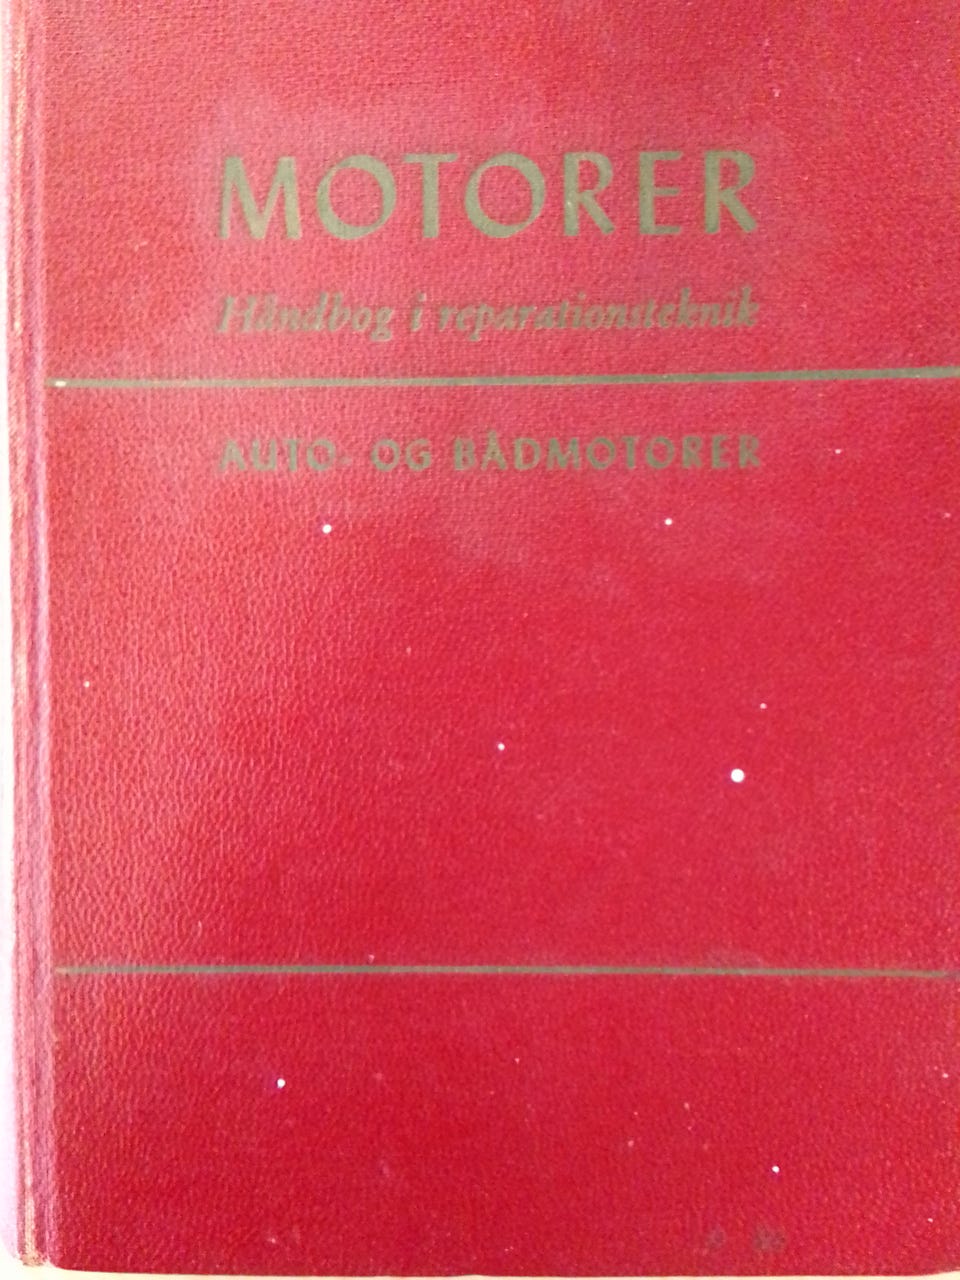 MOTORER
Håndbog i reparationsteknik
AUTO- OG BÅDMOTORER